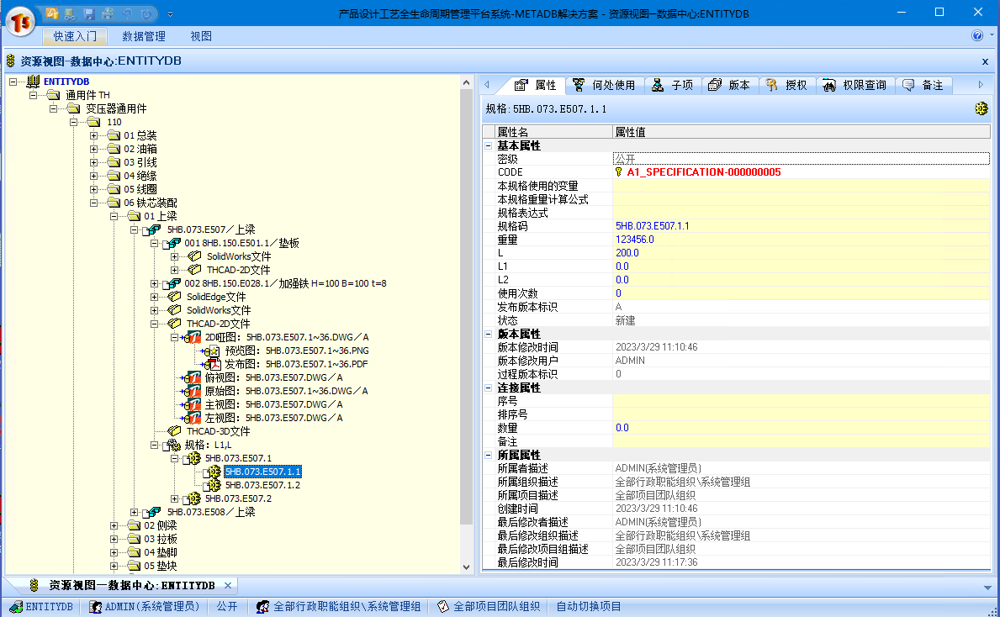 产品设计工艺全生命周期管理平台系统-METADB解决方案 - 资源视图—数据中心:ENTITYDB
快速入门 数据管理 视图
资源视图—数据中心:ENTITYDB
ENTITYDB
通用件 TH
变压器通用件
110
01 总装
02 油箱
03 引线
04 绝缘
05 线圈
06 铁芯装配
01 上梁
5HB.073.E507／上梁
001 8HB.150.E501.1／垫板
SolidWorks文件
THCAD-2D文件
002 8HB.150.E028.1／加强铁 H=100 B=100 t=8
SolidEdge文件
SolidWorks文件
THCAD-2D文件
2D哑图：5HB.073.E507.1~36.DWG／A
预览图：5HB.073.E507.1~36.PNG
发布图：5HB.073.E507.1~36.PDF
俯视图：5HB.073.E507.DWG／A
原始图：5HB.073.E507.1~36.DWG／A
主视图：5HB.073.E507.DWG／A
左视图：5HB.073.E507.DWG／A
THCAD-3D文件
规格：L1,L
5HB.073.E507.1
5HB.073.E507.1.1
5HB.073.E507.1.2
5HB.073.E507.2
5HB.073.E508／上梁
02 侧梁
03 拉板
04 垫脚
05 垫块
属性 何处使用 子项 版本 授权 权限查询 备注
规格:5HB.073.E507.1.1
属性名 属性值
基本属性
密级 公开
CODE A1_SPECIFICATION-000000005
本规格使用的变量
本规格重量计算公式
规格表达式
规格码 5HB.073.E507.1.1
重量 123456.0
L 200.0
L1 0.0
L2 0.0
使用次数 0
发布版本标识 A
状态 新建
版本属性
版本修改时间 2023/3/29 11:10:46
版本修改用户 ADMIN
过程版本标识 0
连接属性
序号
排序号
数量 0.0
备注
所属属性
所属者描述 ADMIN(系统管理员)
所属组织描述 全部行政职能组织\系统管理组
所属项目描述 全部项目团队组织
创建时间 2023/3/29 11:10:46
最后修改者描述 ADMIN(系统管理员)
最后修改组织描述 全部行政职能组织\系统管理组
最后修改项目组描述 全部项目团队组织
最后修改时间 2023/3/29 11:17:36
资源视图—数据中心:ENTITYDB
ENTITYDB ADMIN(系统管理员) 公开 全部行政职能组织\系统管理组 全部项目团队组织 自动切换项目